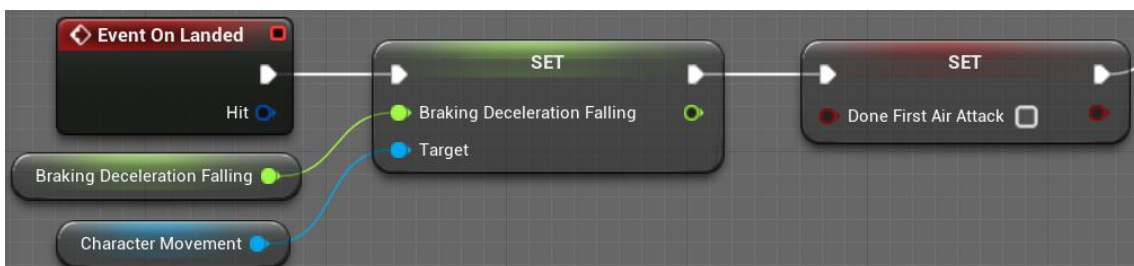 Event On Landed
Hit
SET
Braking Deceleration Falling
Target
SET
Done First Air Attack
Braking Deceleration Falling
Character Movement